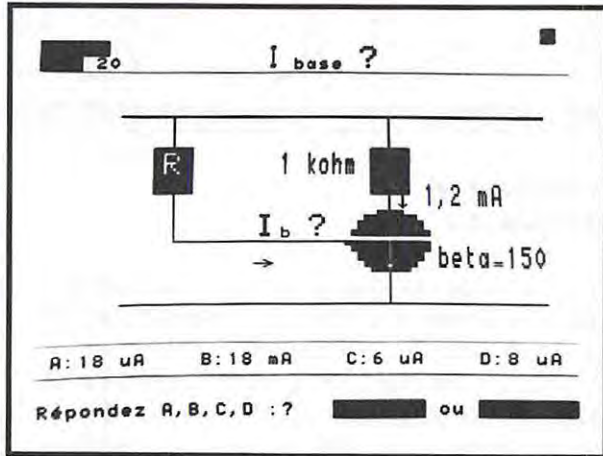 20
I base ?
R
1 kohm
1,2 mA
Ib ?
→
beta=150
A:18 uA B:18 mA C:6 uA D:8 uA
Répondez A,B,C,D :? ou